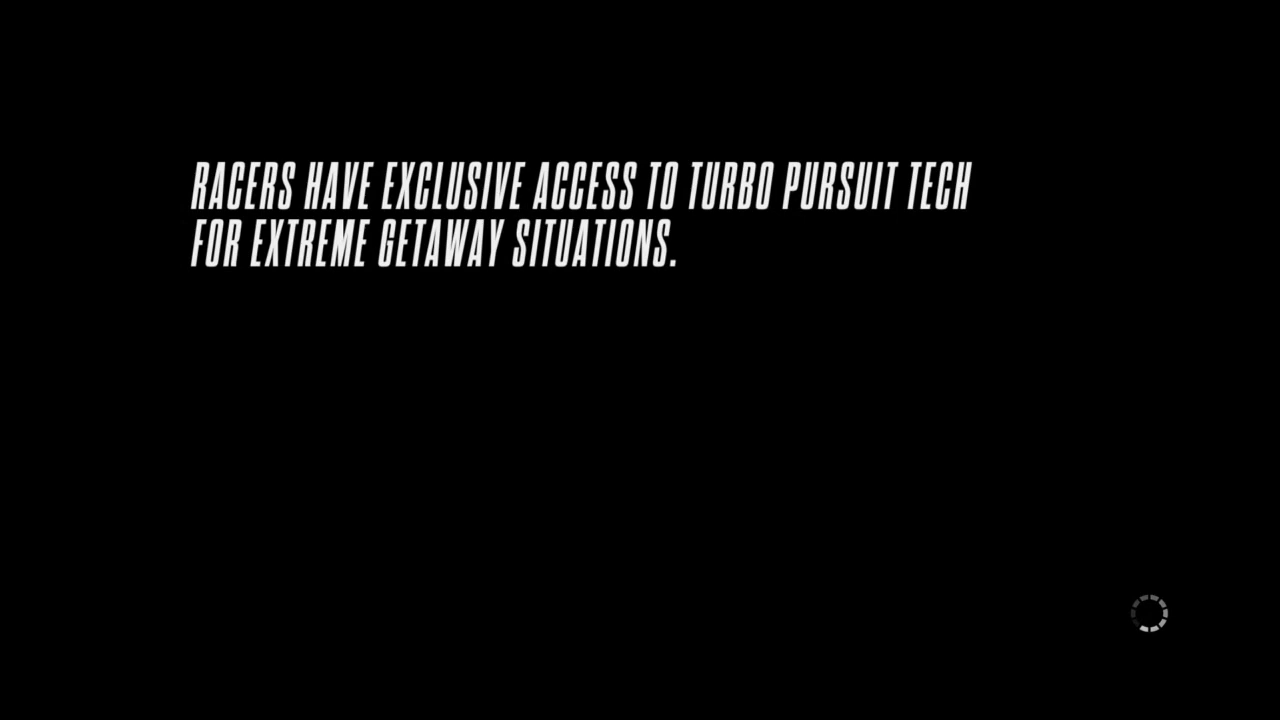 RACERS HAVE EXCLUSIVE ACCESS TO TURBO PURSUIT TECH
FOR EXTREME GETAWAY SITUATIONS.